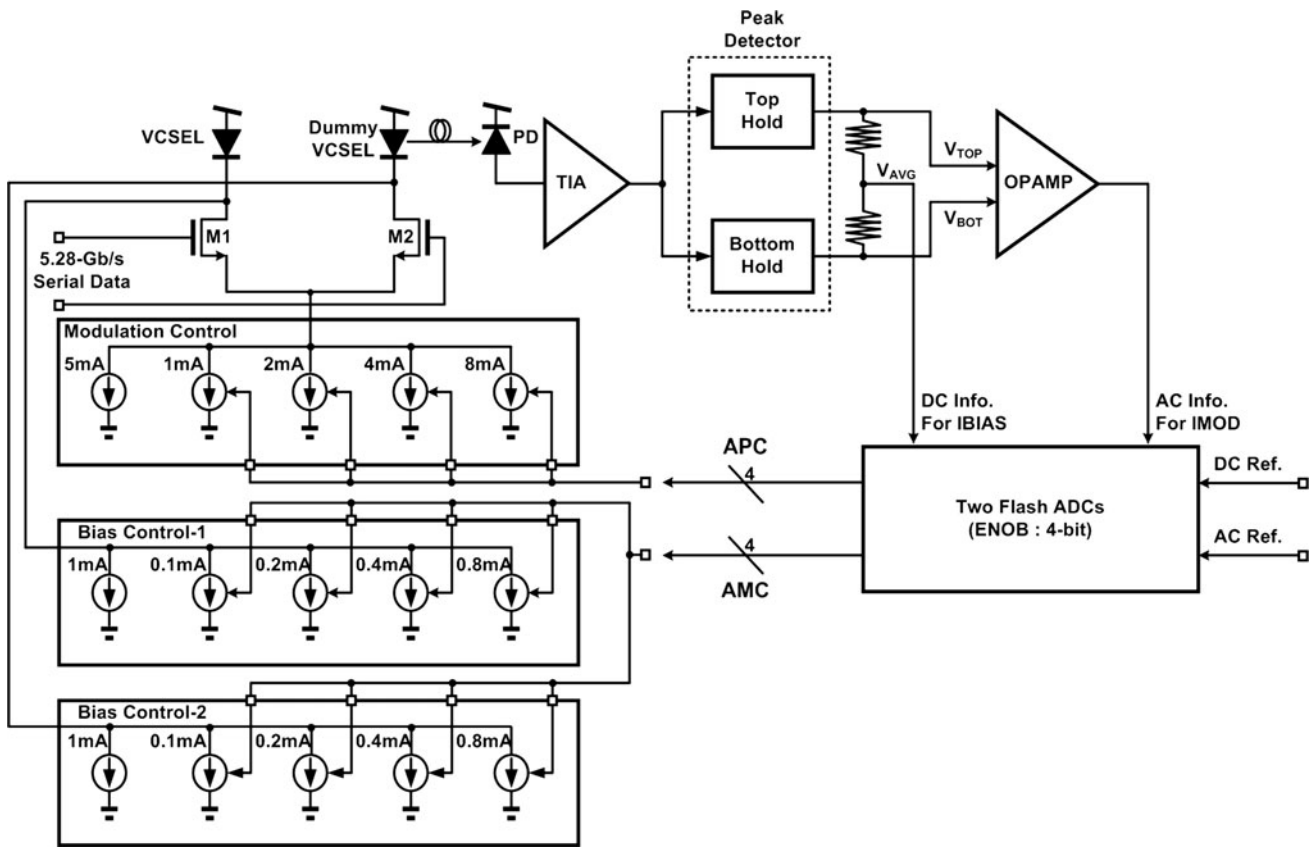 Peak
Detector
VCSEL
Dummy
VCSEL
PD
TIA
Top
Hold
Bottom
Hold
VAVG
VTOP
VBOT
OPAMP
M1
M2
5.28-Gb/s
Serial Data
Modulation Control
5mA
1mA
2mA
4mA
8mA
DC Info.
For IBIAS
AC Info.
For IMOD
APC
4
AMC
4
Two Flash ADCs
(ENOB : 4-bit)
DC Ref.
AC Ref.
Bias Control-1
1mA
0.1mA
0.2mA
0.4mA
0.8mA
Bias Control-2
1mA
0.1mA
0.2mA
0.4mA
0.8mA